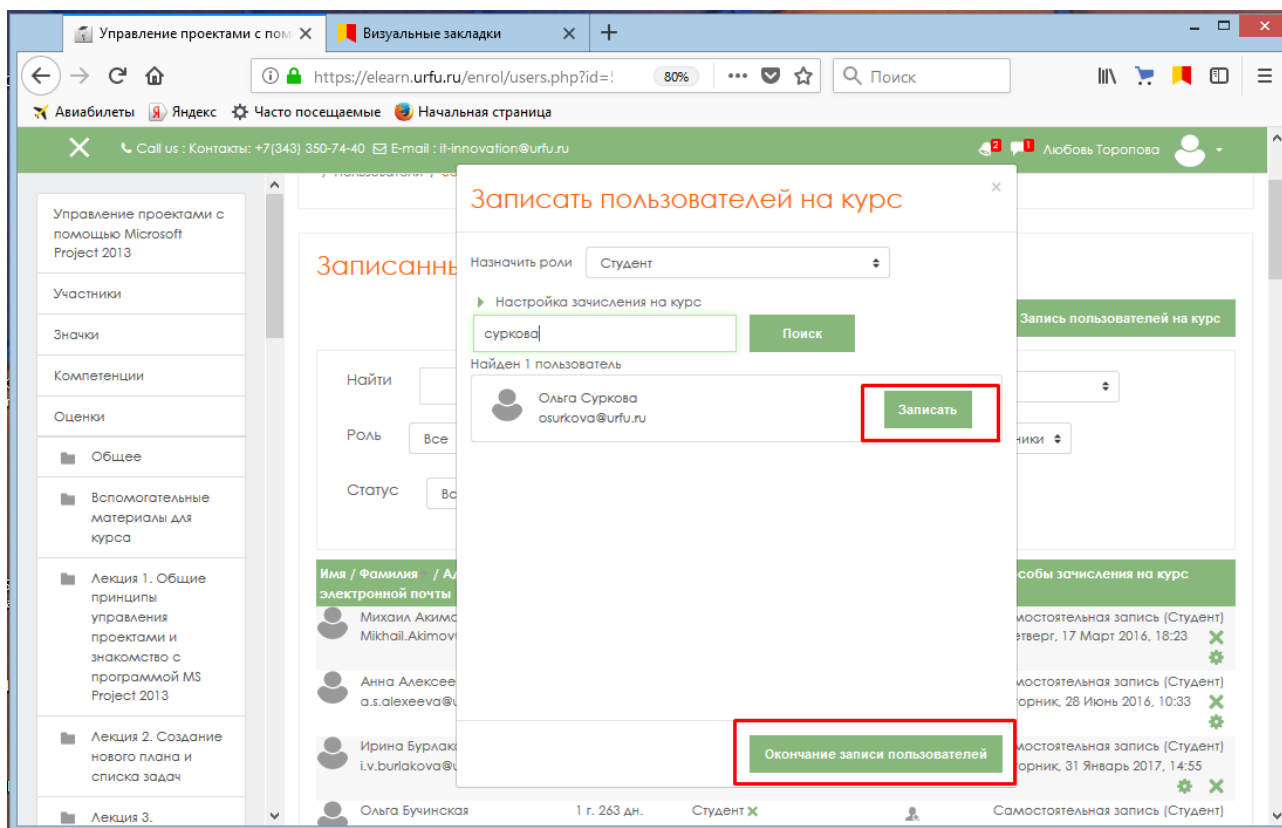 Управление проектами с пом
Визуальные закладки
https://elearn.urfu.ru/enrol/users.php?id=
80%
Поиск
Авиабилеты
Яндекс
Часто посещаемые
Начальная страница
Call us : Контакты: +7(343) 350-74-40
E-mail : it-innovation@urfu.ru
2
1
Любовь Торопова
Управление проектами с
помощью Microsoft
Project 2013
Участники
Значки
Компетенции
Оценки
Общее
Вспомогательные
материалы для
курса
Лекция 1. Общие
принципы
управления
проектами и
знакомство с
программой MS
Project 2013
Лекция 2. Создание
нового плана и
списка задач
Лекция 3.
Записанны
Запись пользователей на курс
Найти
Роль
Все
ники
Статус
Вс
Записать пользователей на курс
×
Назначить роли
Студент
Настройка зачисления на курс
суркова
Поиск
Найден 1 пользователь
Ольга Суркова
osurkova@urfu.ru
Записать
Окончание записи пользователей
Имя / Фамилия / Ад
электронной почты
собы зачисления на курс
Михаил Акимо
Mikhail.Akimov
мостоятельная запись (Студент)
етверг, 17 Март 2016, 18:23
Анна Алексее
a.s.alexeeva@u
мостоятельная запись (Студент)
орник, 28 Июнь 2016, 10:33
Ирина Бурлако
i.v.burlakova@u
мостоятельная запись (Студент)
орник, 31 Январь 2017, 14:55
Ольга Бучинская
1 г. 263 дн.
Студент
Самостоятельная запись (Студент)